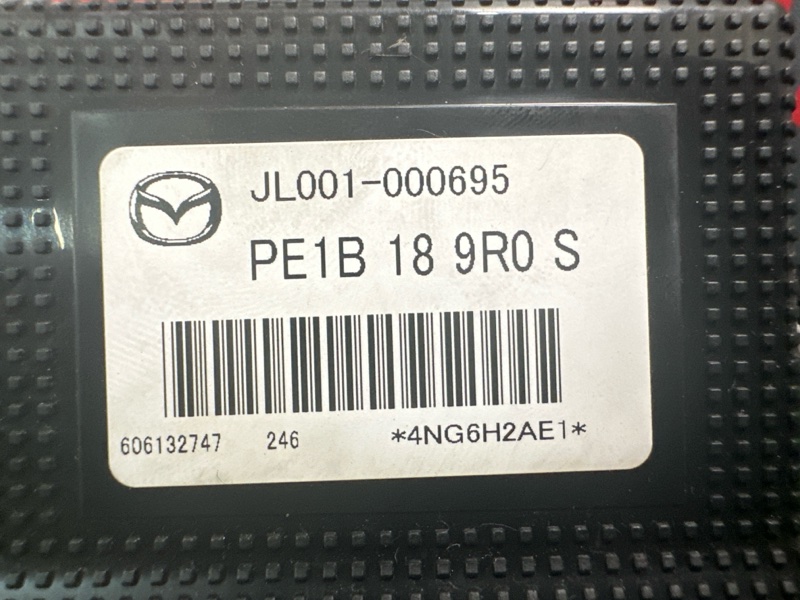 JL001-000695
PE1B 18 9R0 S
606132747 246 *4NG6H2AE1*